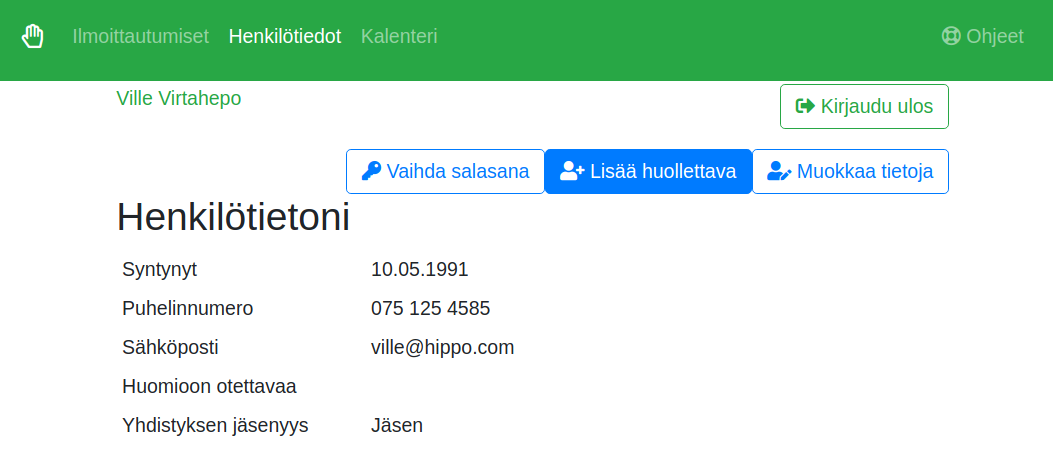 Ilmoittautumiset Henkilötiedot Kalenteri Ohjeet
Ville Virtahepo Kirjaudu ulos
Vaihda salasana Lisää huollettava Muokkaa tietoja
Henkilötietoni
Syntynyt 10.05.1991
Puhelinnumero 075 125 4585
Sähköposti ville@hippo.com
Huomioon otettavaa
Yhdistyksen jäsenyys Jäsen